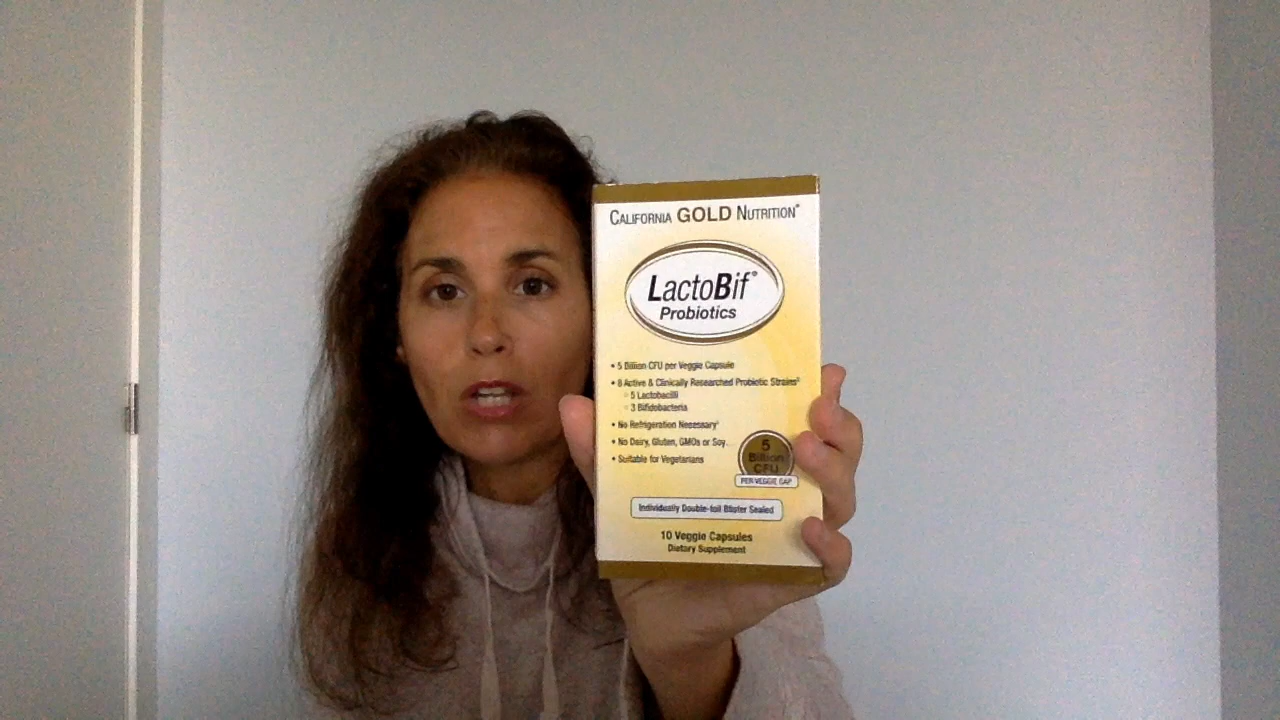 CALIFORNIA GOLD NUTRITION®
LactoBif®
Probiotics
• 5 Billion CFU per Veggie Capsule
• 8 Active & Clinically Researched Probiotic Strains
○ 5 Lactobacilli
○ 3 Bifidobacteria
• No Refrigeration Necessary
• No Dairy, Gluten, GMOs or Soy
• Suitable for Vegetarians
5
Billion
CFU
PER VEGGIE CAP
Individually Double-foil Blister Sealed
10 Veggie Capsules
Dietary Supplement